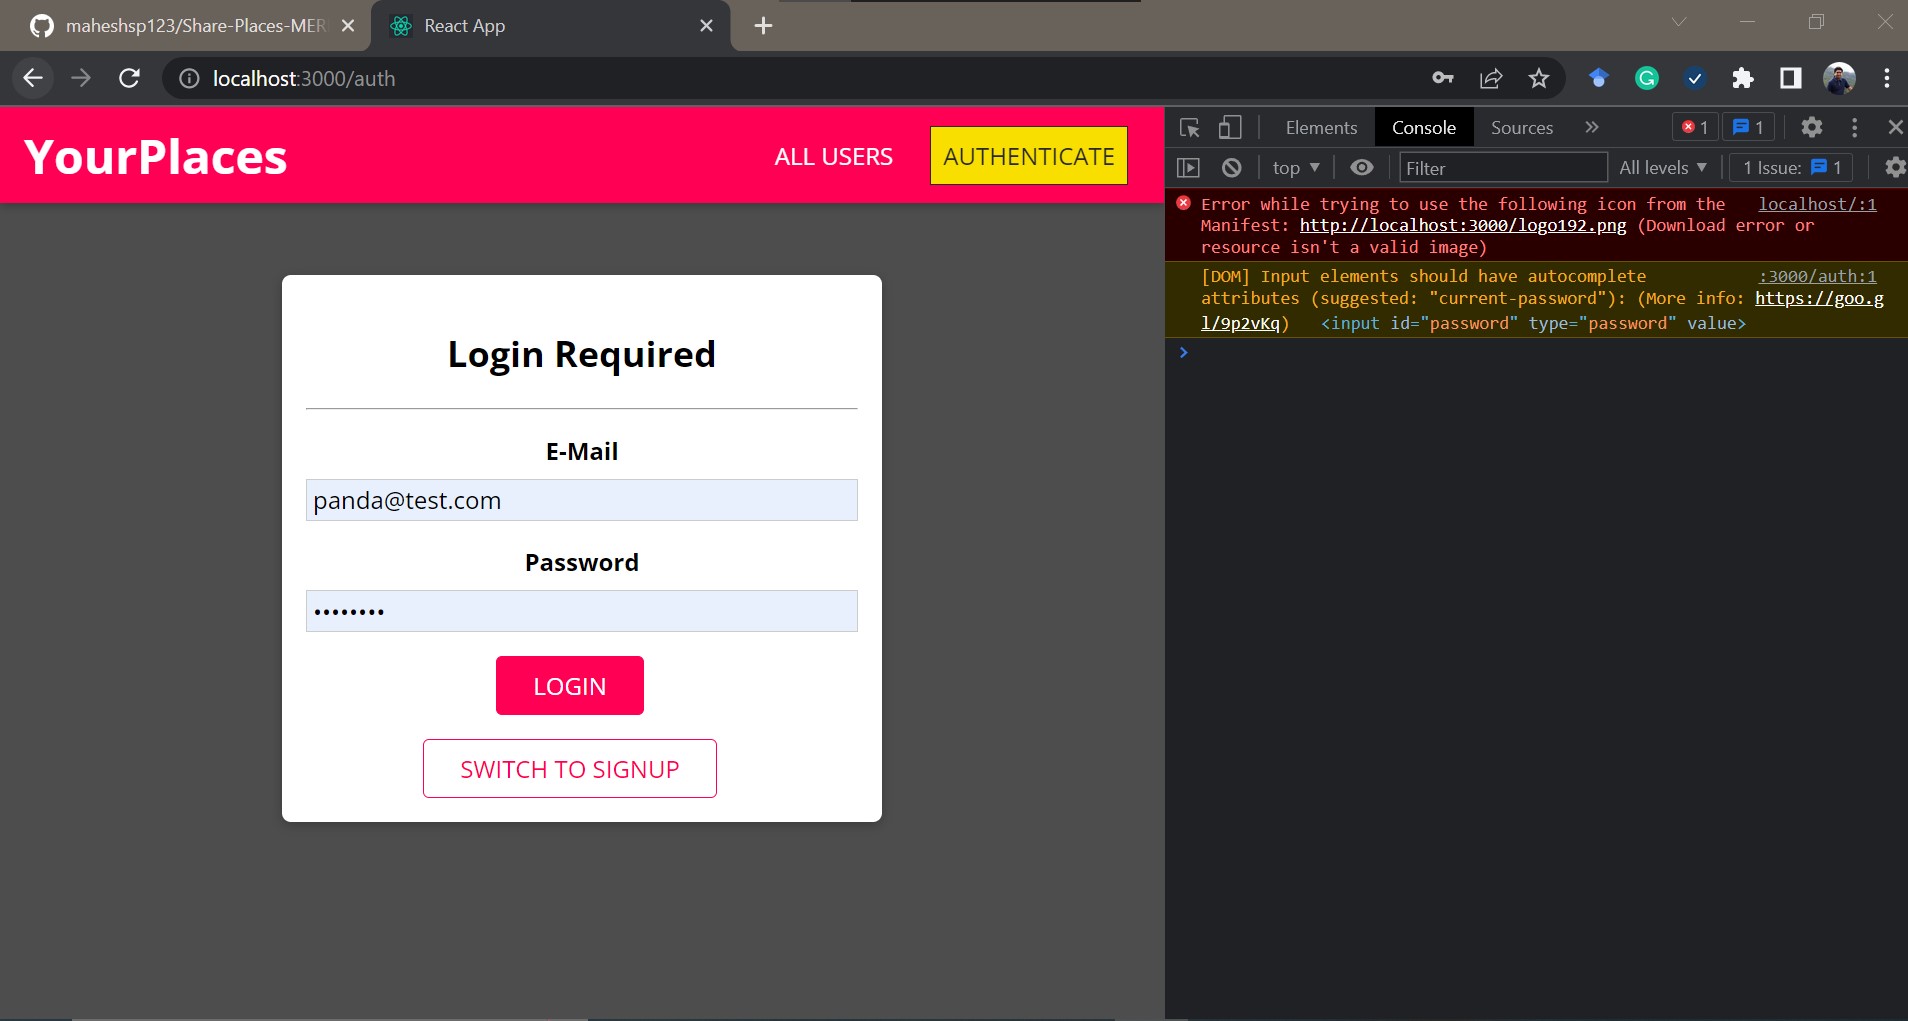 maheshsp123/Share-Places-MER
React App
localhost:3000/auth
YourPlaces
ALL USERS
AUTHENTICATE
Login Required
E-Mail
panda@test.com
Password
••••••••
LOGIN
SWITCH TO SIGNUP
Elements
Console
Sources
»
1
1
top ▼
Filter
All levels ▼
1 Issue:
1
Error while trying to use the following icon from the localhost/:1
Manifest: http://localhost:3000/logo192.png (Download error or
resource isn't a valid image)
[DOM] Input elements should have autocomplete :3000/auth:1
attributes (suggested: "current-password"): (More info: https://goo.g
l/9p2vKq) <input id="password" type="password" value>